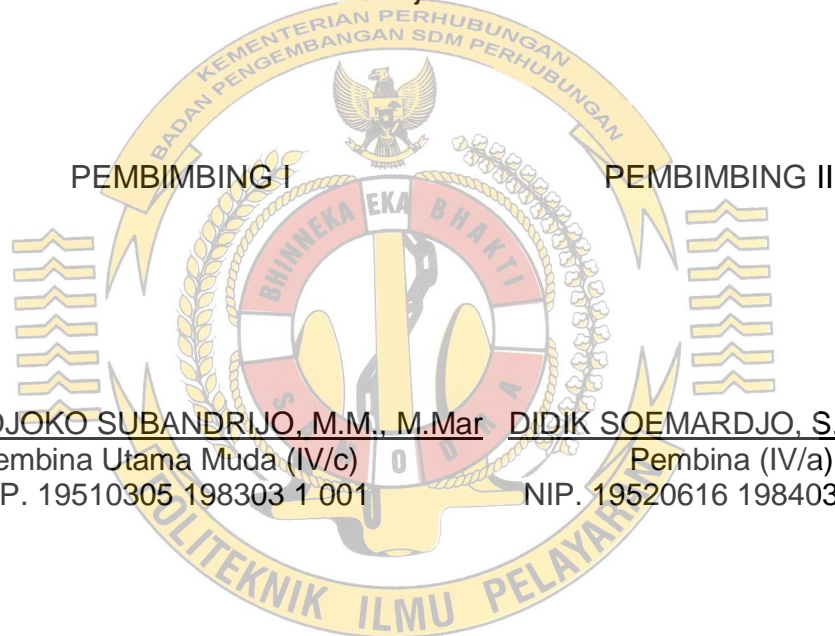 KEMENTERIAN PERHUBUNGAN
BADAN PENGEMBANGAN SDM PERHUBUNGAN
PEMBIMBING I PEMBIMBING II
BHINNEKA EKA BHAKTI
DJOKO SUBANDRIJO, M.M., M.Mar DIDIK SOEMARDJO, S.
embina Utama Muda (IV/c) Pembina (IV/a)
P. 19510305 198303 1 001 NIP. 19520616 198403
POLITEKNIK ILMU PELAYARAN